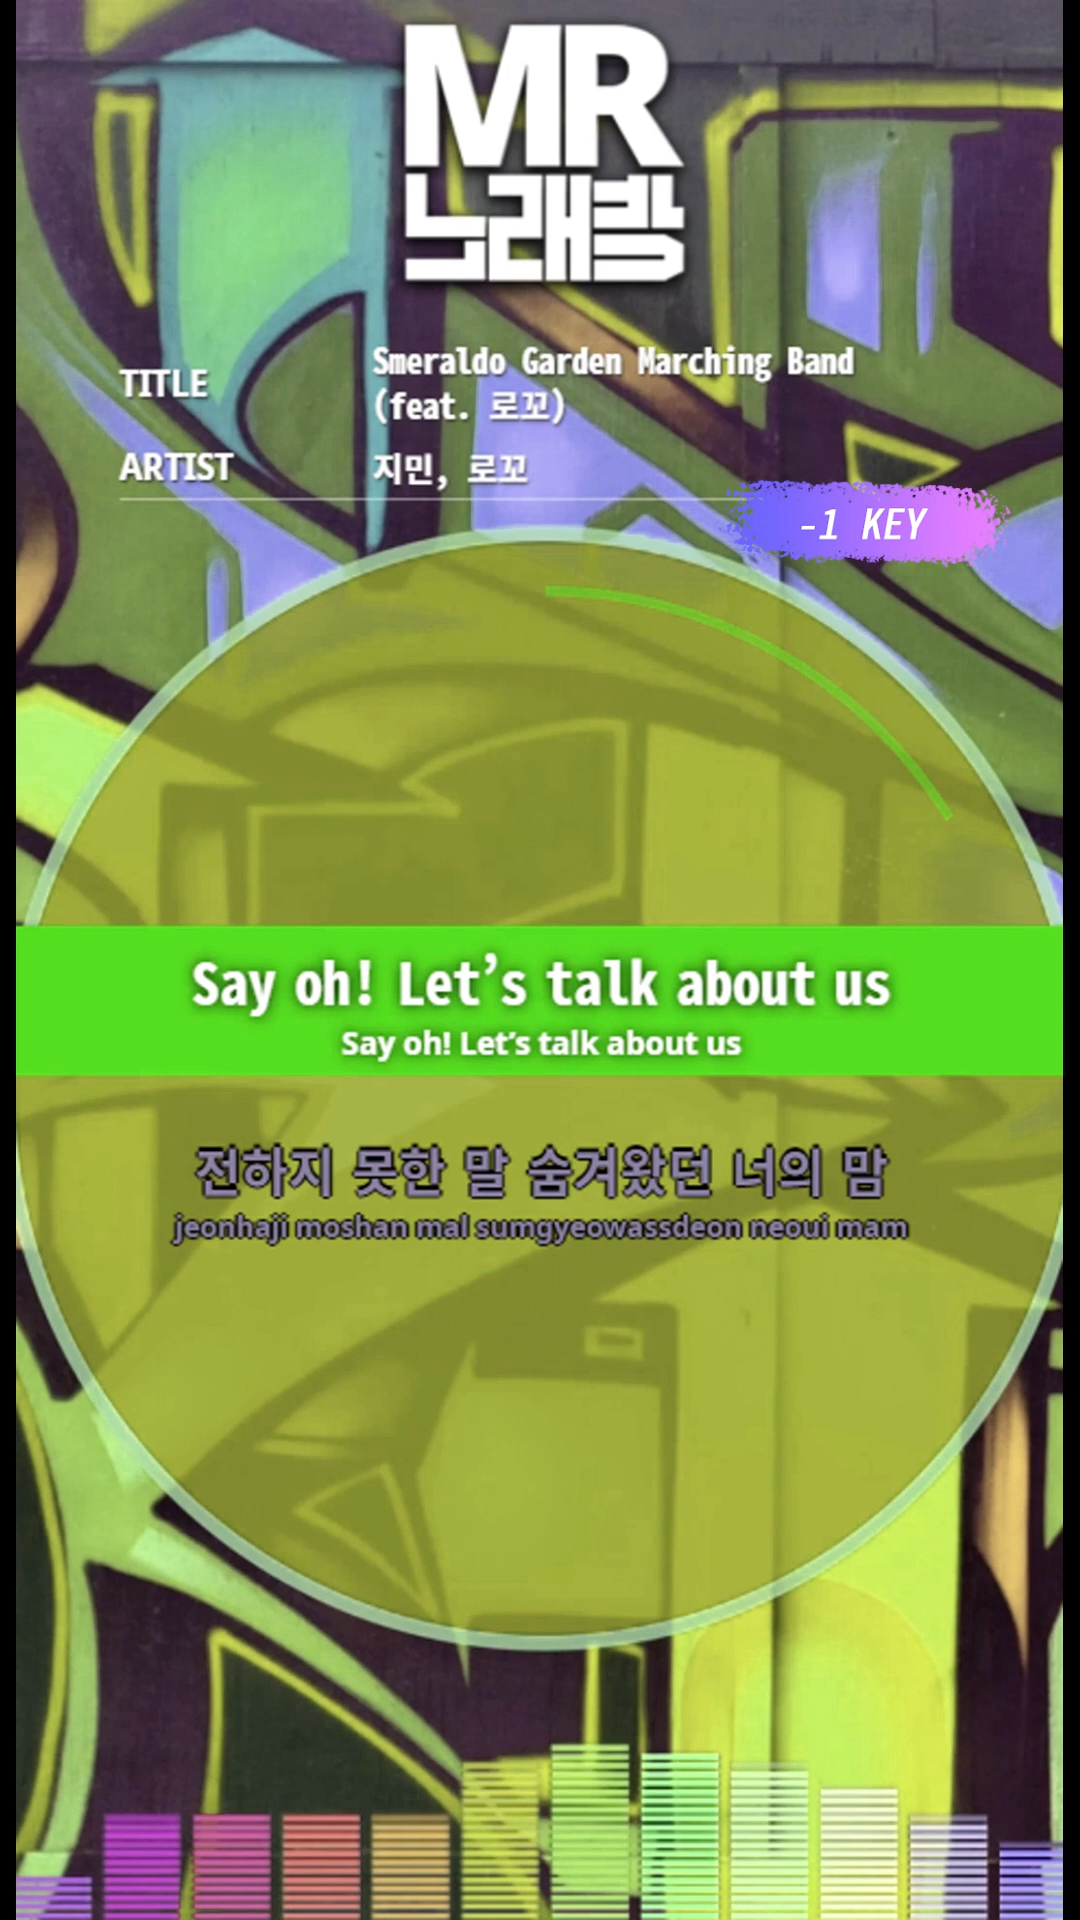 MR
노래방
TITLE
Smeraldo Garden Marching Band
(feat. 로꼬)
ARTIST
지민, 로꼬
-1 KEY
Say oh! Let’s talk about us
Say oh! Let’s talk about us
전하지 못한 말 숨겨왔던 너의 맘
jeonhaji moshan mal sumgyeowassdeon neoui mam